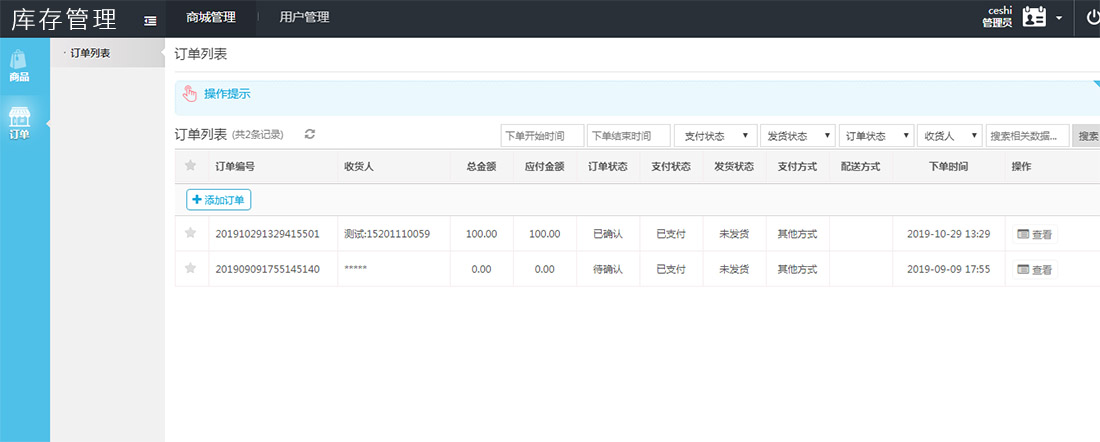 库存管理 商城管理 用户管理 ceshi
管理员
商品
订单
· 订单列表
订单列表
操作提示
订单列表 (共2条记录) 下单开始时间 下单结束时间 支付状态 发货状态 订单状态 收货人 搜索相关数据... 搜索
订单编号 收货人 总金额 应付金额 订单状态 支付状态 发货状态 支付方式 配送方式 下单时间 操作
添加订单
201910291329415501 测试:15201110059 100.00 100.00 已确认 已支付 未发货 其他方式 2019-10-29 13:29 查看
201909091755145140 ***** 0.00 0.00 待确认 已支付 未发货 其他方式 2019-09-09 17:55 查看